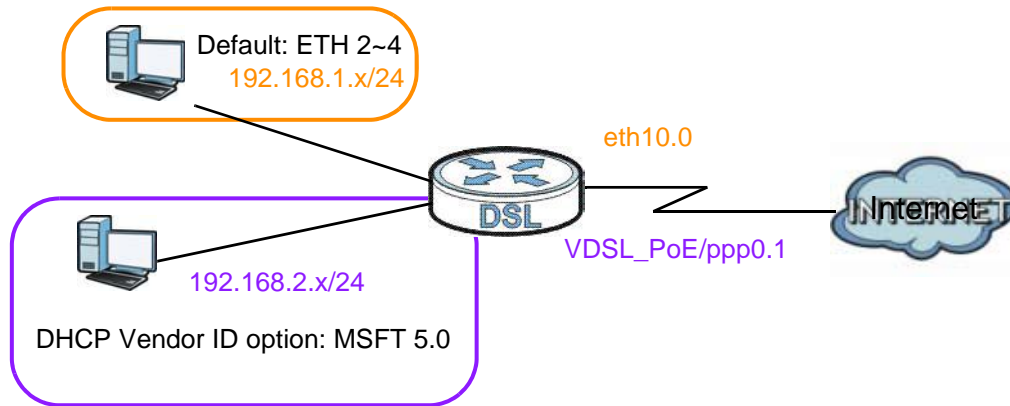 Default: ETH 2~4
192.168.1.x/24
eth10.0
DSL
INTERNET
Internet
VDSL_PoE/ppp0.1
192.168.2.x/24
DHCP Vendor ID option: MSFT 5.0